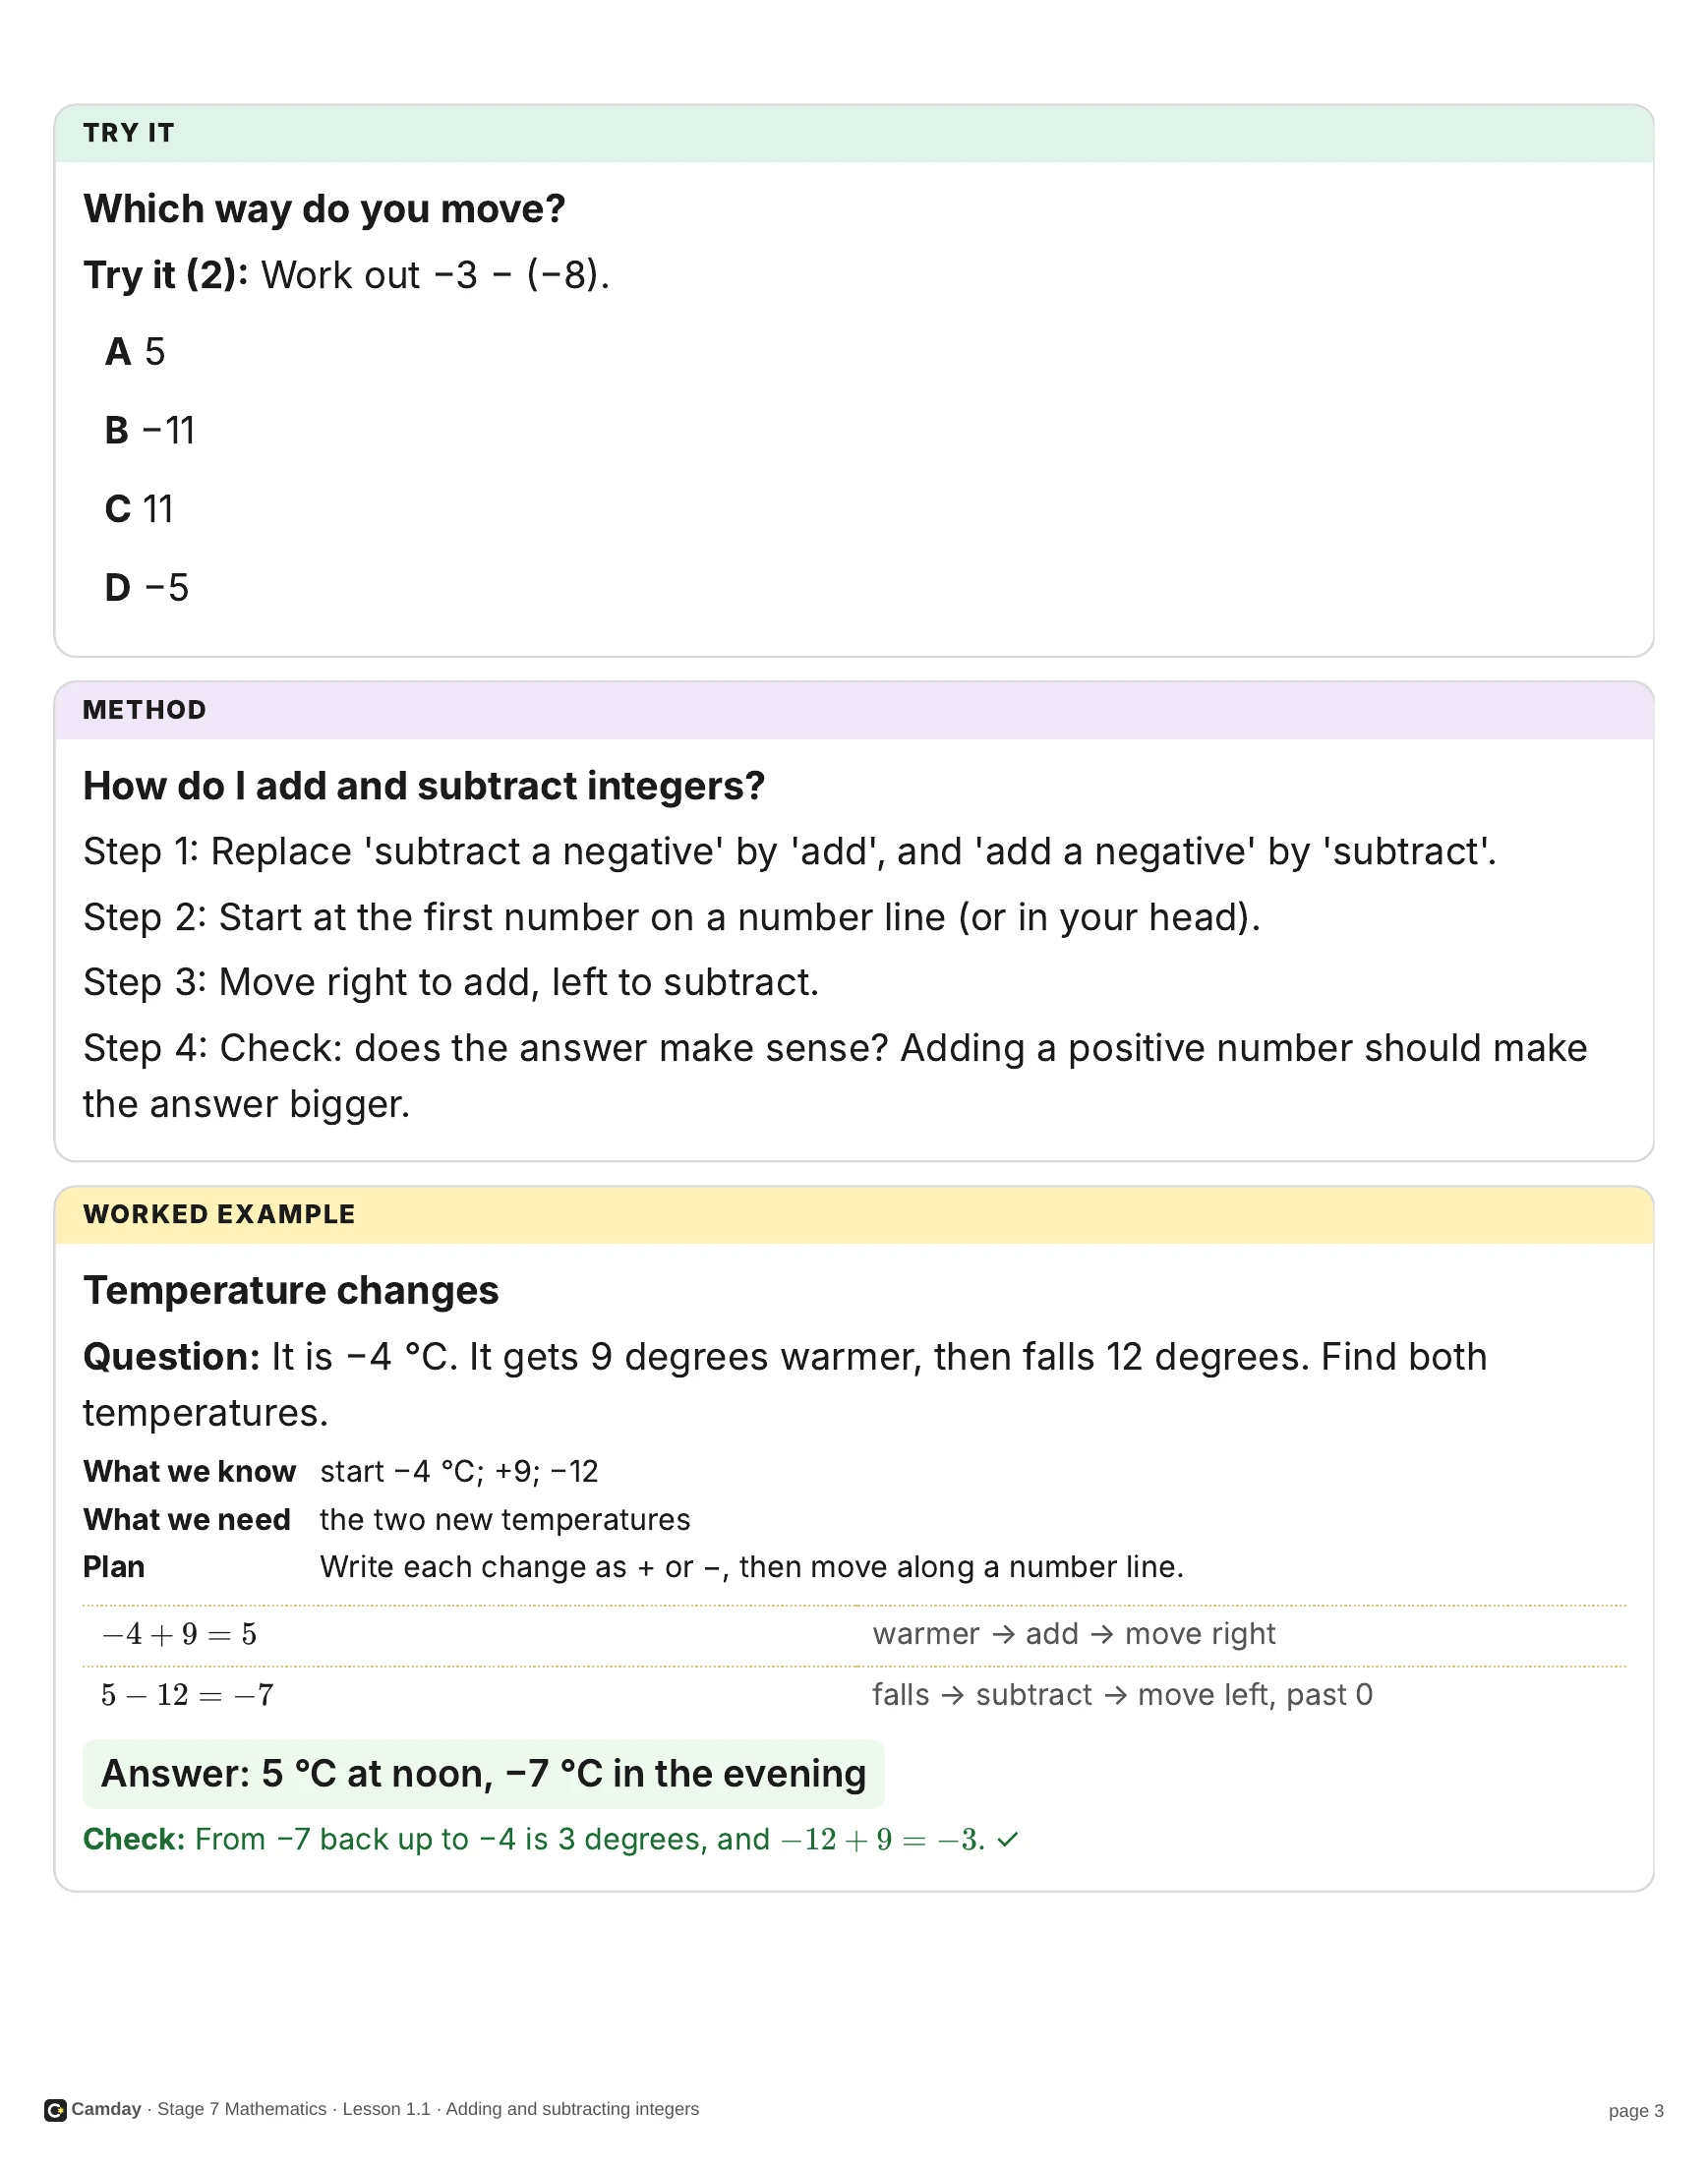 TRY IT
Which way do you move?
Try it (2): Work out −3 − (−8).
A 5
B −11
C 11
D −5
METHOD
How do I add and subtract integers?
Step 1: Replace 'subtract a negative' by 'add', and 'add a negative' by 'subtract'.
Step 2: Start at the first number on a number line (or in your head).
Step 3: Move right to add, left to subtract.
Step 4: Check: does the answer make sense? Adding a positive number should make
the answer bigger.
WORKED EXAMPLE
Temperature changes
Question: It is −4 °C. It gets 9 degrees warmer, then falls 12 degrees. Find both
temperatures.
What we know start −4 °C; +9; −12
What we need the two new temperatures
Plan Write each change as + or −, then move along a number line.
−4 + 9 = 5 warmer → add → move right
5 − 12 = −7 falls → subtract → move left, past 0
Answer: 5 °C at noon, −7 °C in the evening
Check: From −7 back up to −4 is 3 degrees, and −12 + 9 = −3. ✓
Camday · Stage 7 Mathematics · Lesson 1.1 · Adding and subtracting integers
page 3